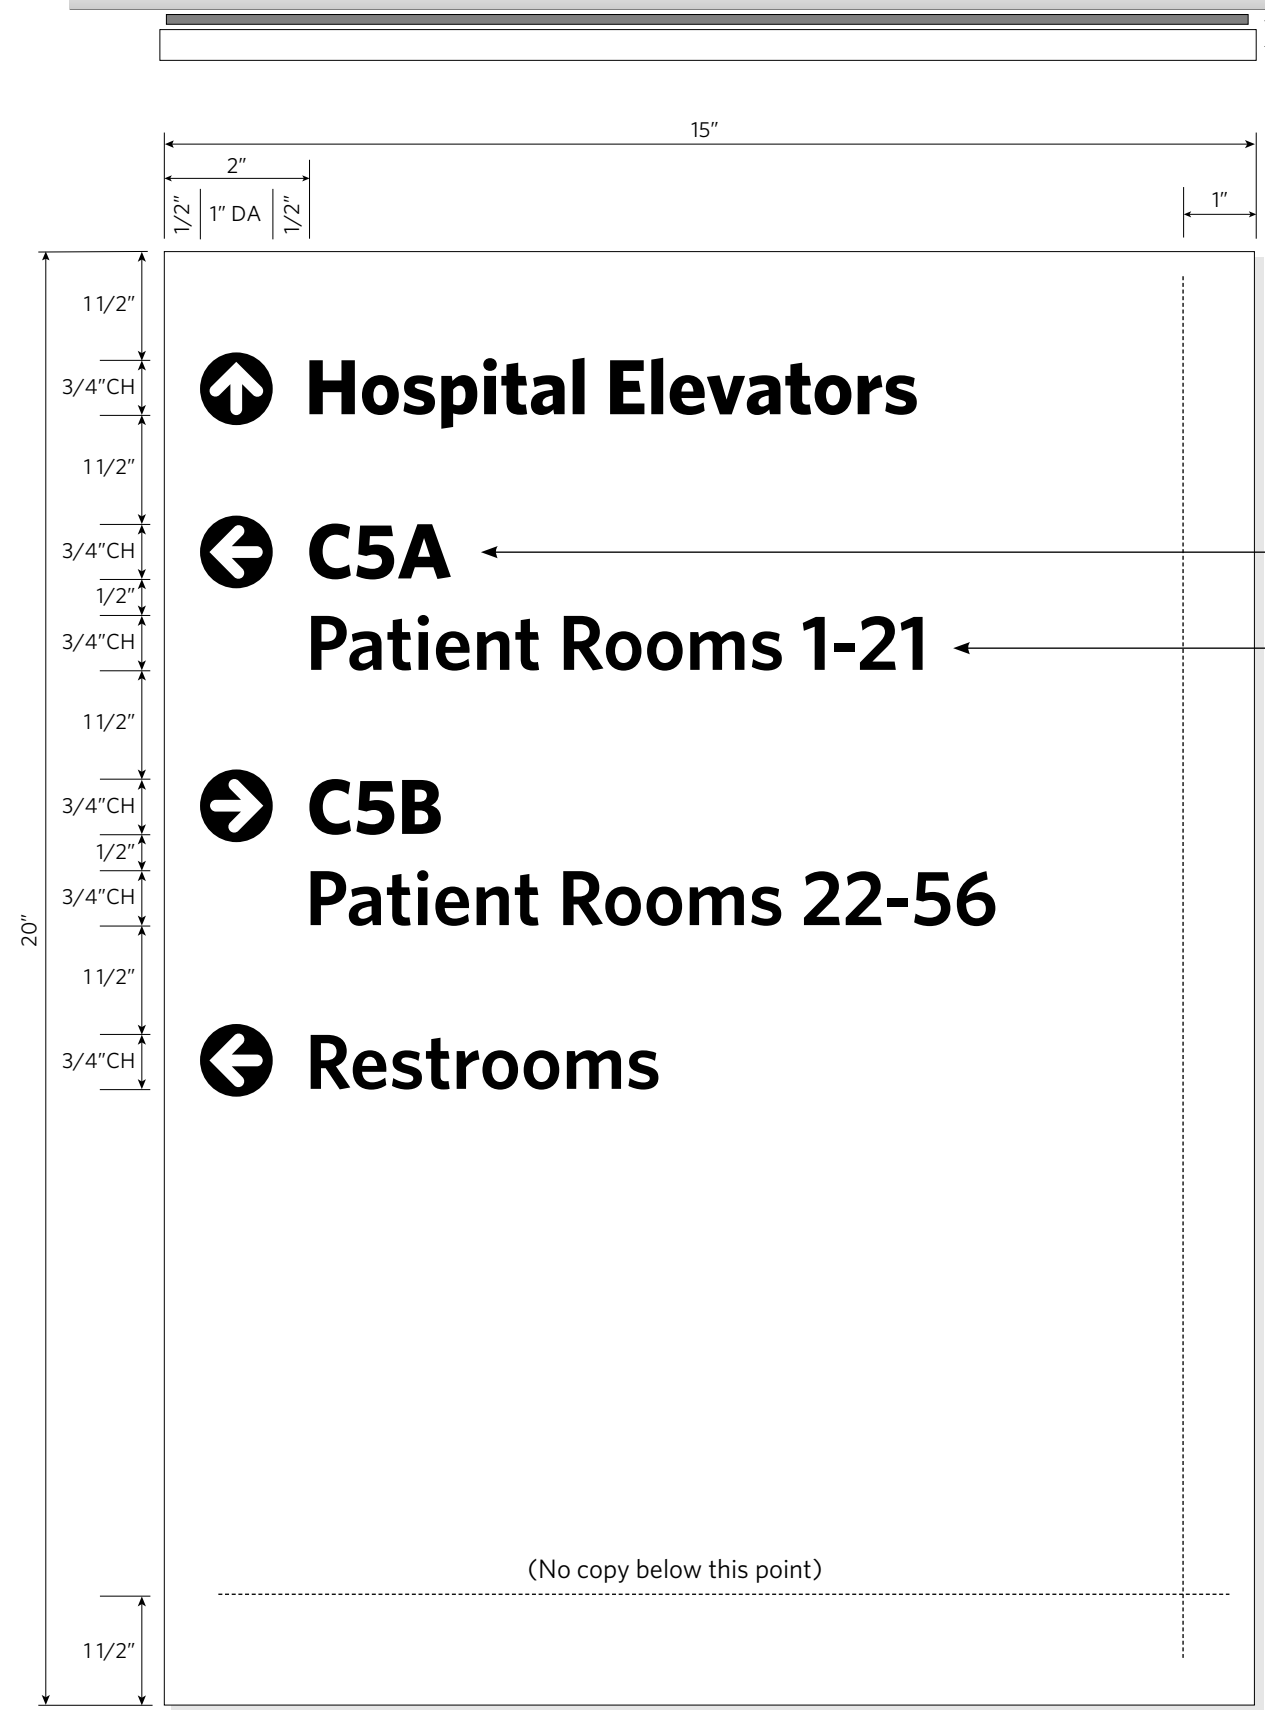 15”
2”
1/2” 1” DA 1/2”
1”
1 1/2”
3/4”CH
Hospital Elevators
1 1/2”
3/4”CH
C5A
1/2”
3/4”CH
Patient Rooms 1-21
1 1/2”
3/4”CH
C5B
1/2”
3/4”CH
Patient Rooms 22-56
20”
1 1/2”
3/4”CH
Restrooms
(No copy below this point)
1 1/2”